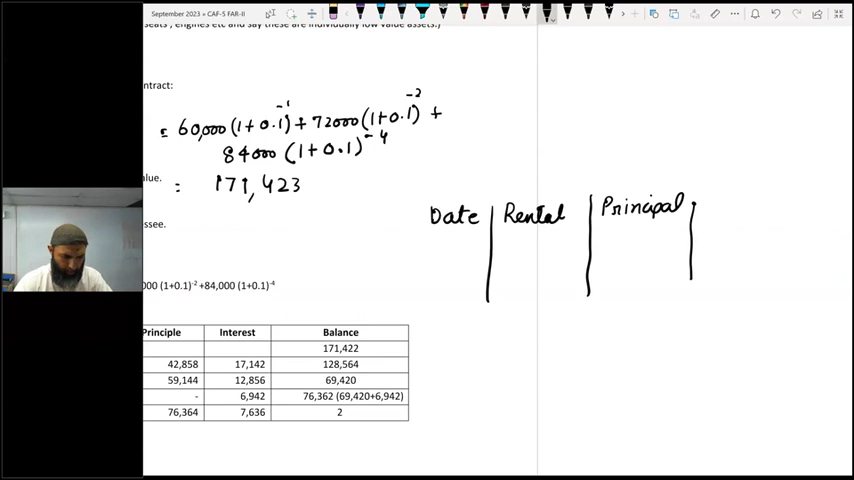 September 2023 » CAF-5 FAR-II
seats , engines etc and say these are individually low value assets.)
ntract:
= 60,000 (1+0.1)-1 + 72000 (1+0.1)-2 +
84000 (1+0.1)-4
alue.
= 171,423
Date Rental Principal
ssee.
000 (1+0.1)-2 +84,000 (1+0.1)-4
Principle Interest Balance
171,422
42,858 17,142 128,564
59,144 12,856 69,420
- 6,942 76,362 (69,420+6,942)
76,364 7,636 2